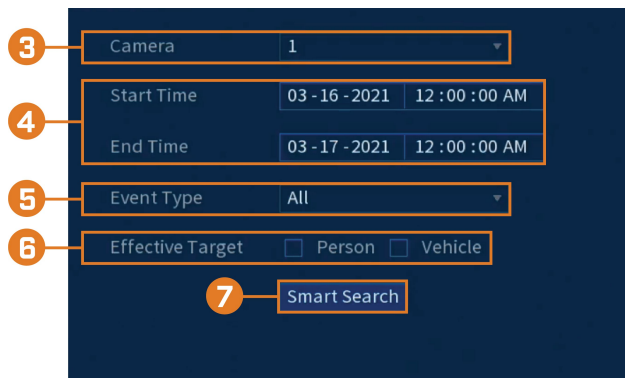 3 Camera 1
4
Start Time 03 - 16 - 2021 12 : 00 : 00 AM
End Time 03 - 17 - 2021 12 : 00 : 00 AM
5 Event Type All
6 Effective Target Person Vehicle
7 Smart Search